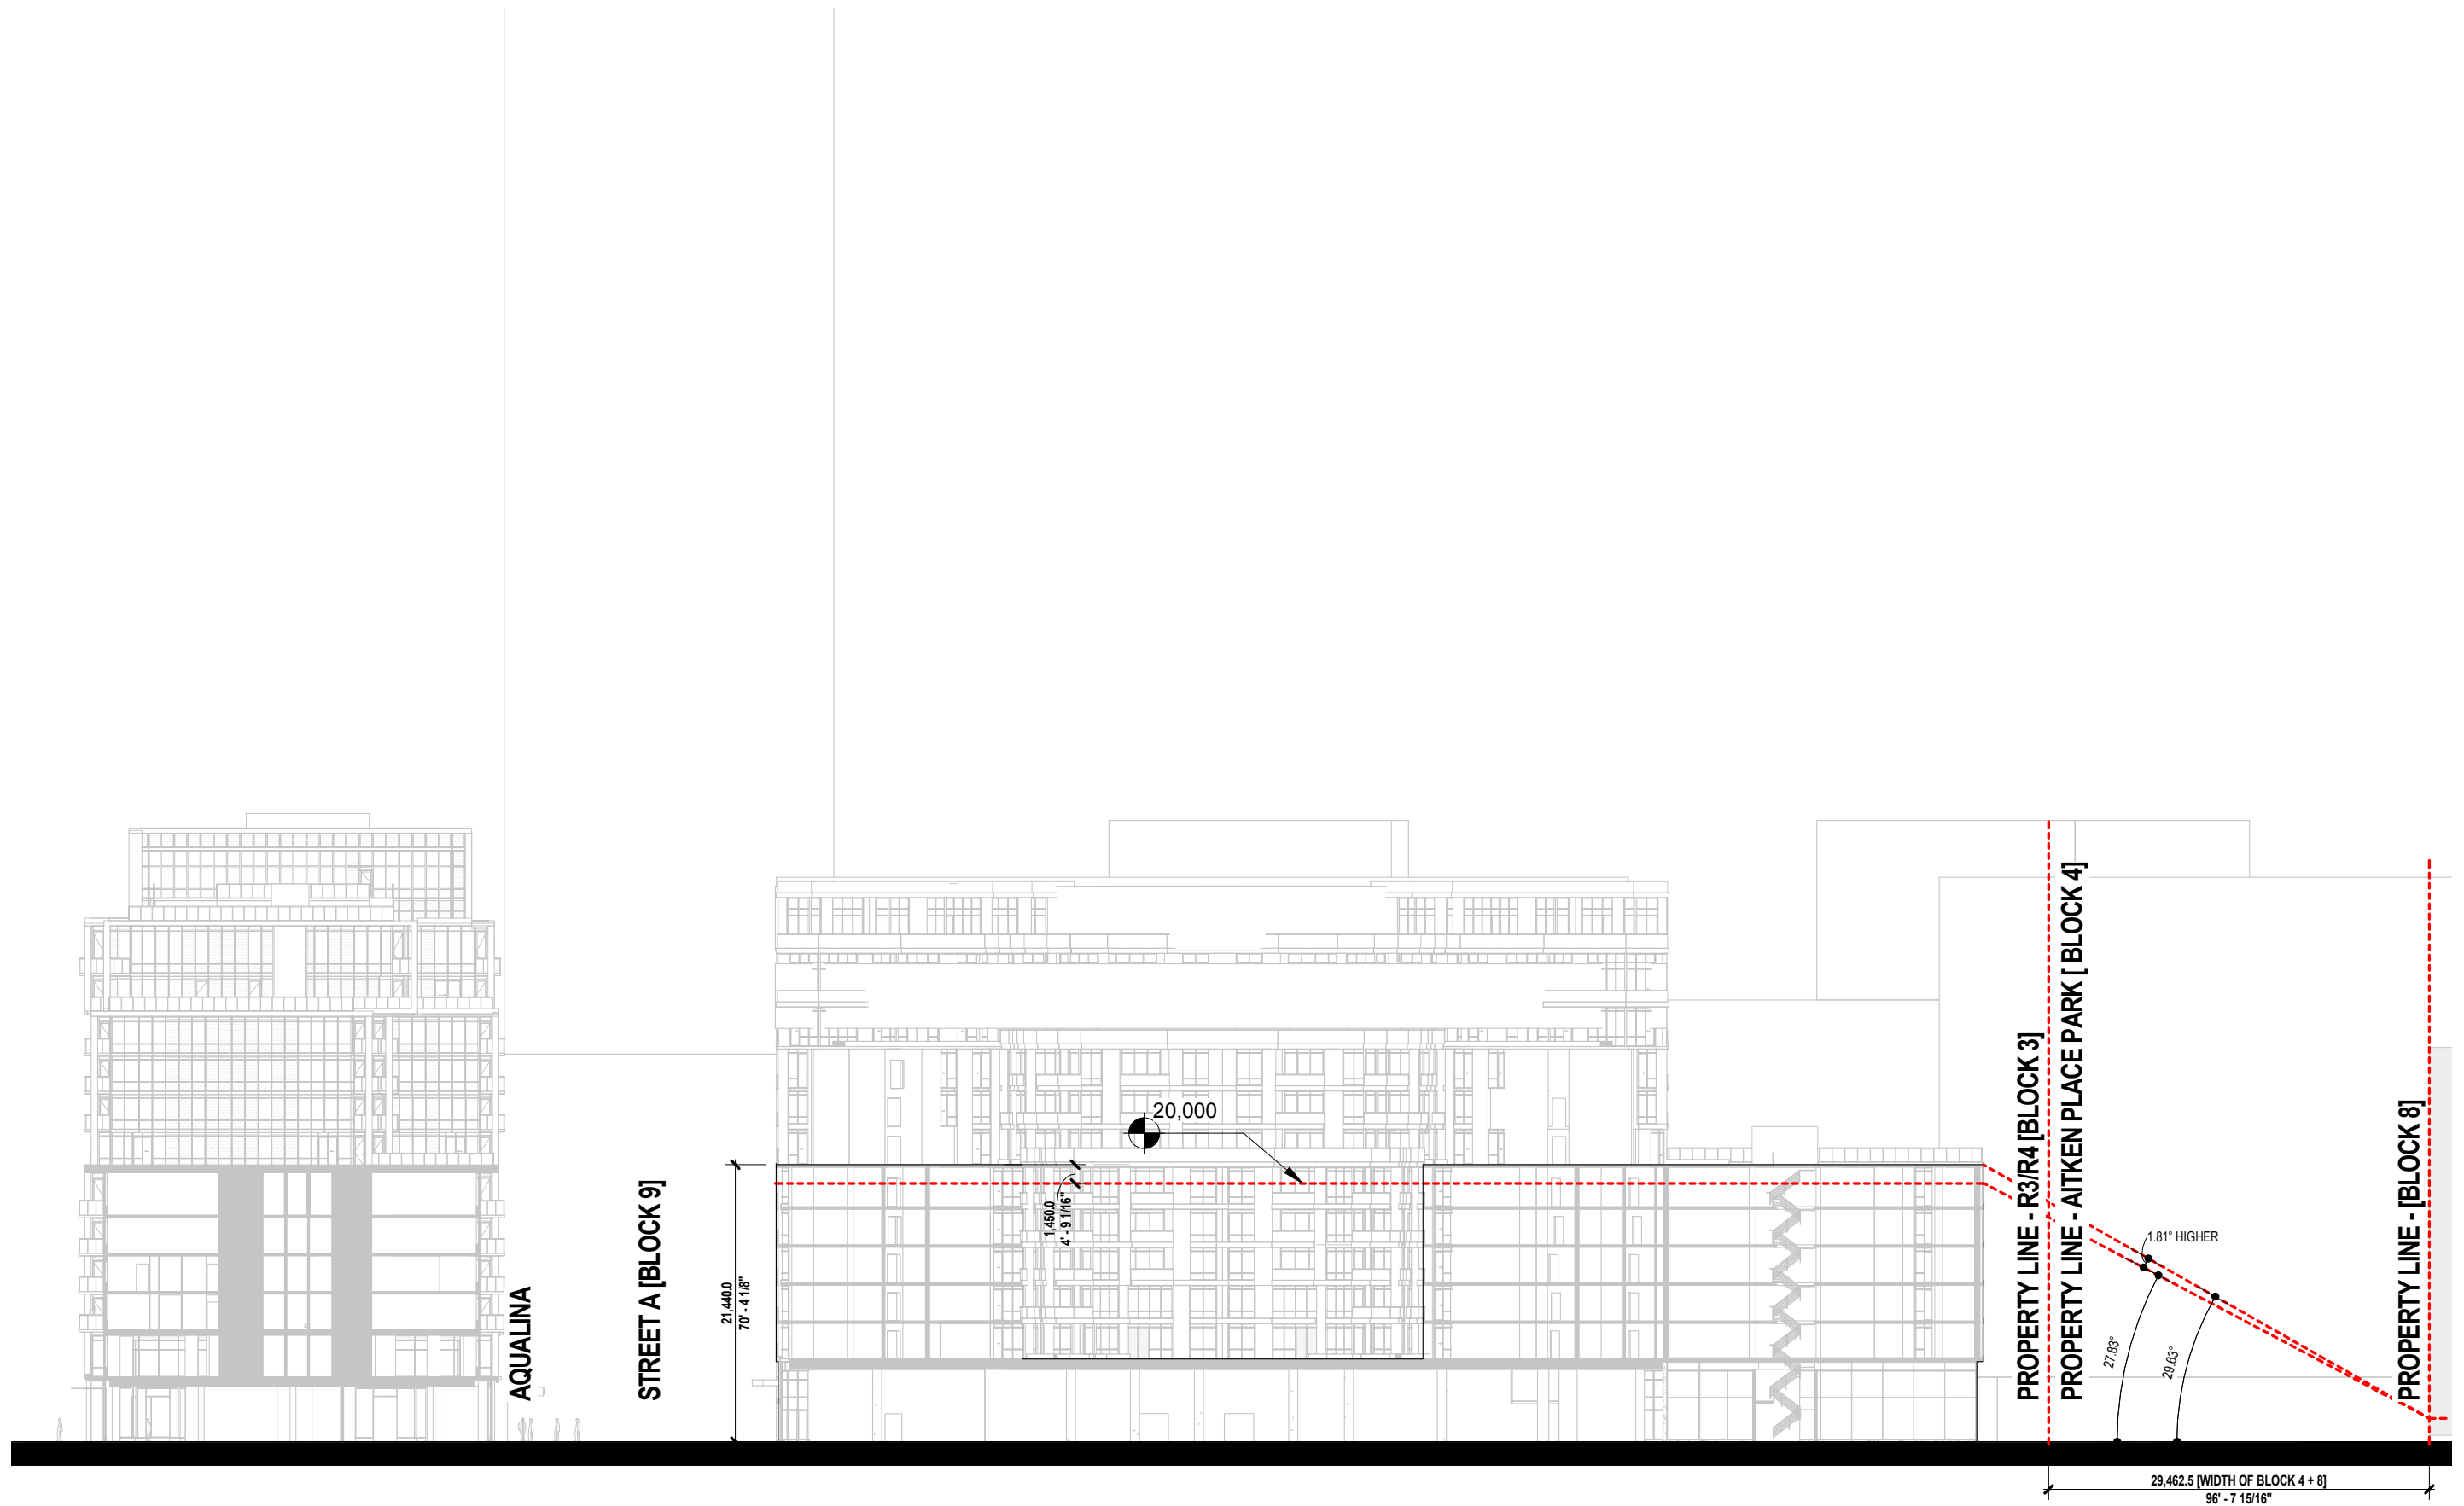 AQUALINA
STREET A [BLOCK 9]
21,440.0
70' - 4 1/8"
1,450.0
4' - 9 1/16"
20,000
PROPERTY LINE - R3/R4 [BLOCK 3]
PROPERTY LINE - AITKEN PLACE PARK [ BLOCK 4]
1.81° HIGHER
27.83°
29.63°
PROPERTY LINE - [BLOCK 8]
29,462.5 [WIDTH OF BLOCK 4 + 8]
96' - 7 15/16"